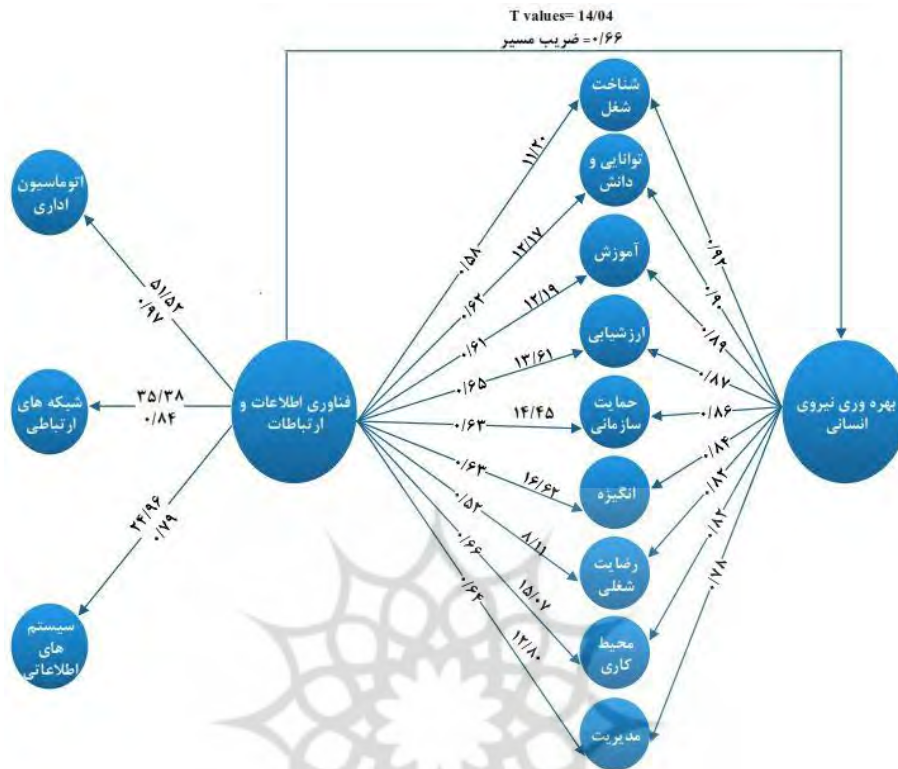 T values= 14/04
ضریب مسیر =۰/۶۶
شناخت
شغل
توانایی و
دانش
آموزش
ارزشیابی
حمایت
سازمانی
انگیزه
رضایت
شغلی
محیط
کاری
مدیریت
بهره وری نیروی
انسانی
فناوری اطلاعات و
ارتباطات
اتوماسیون
اداری
شبکه های
ارتباطی
سیستم
های
اطلاعاتی
۱۱/۲۰
۰/۵۸
۱۲/۱۷
۰/۶۲
۱۲/۱۹
۰/۶۱
۱۳/۶۱
۰/۶۵
۱۴/۴۵
۰/۶۳
۱۶/۶۲
۰/۶۳
۸/۱۱
۰/۵۲
۱۵/۰۷
۰/۶۶
۱۲/۸۰
۰/۶۴
۰/۹۲
۰/۹۰
۰/۸۹
۰/۸۷
۰/۸۶
۰/۸۴
۰/۸۲
۰/۸۲
۰/۷۸
۵۱/۵۲
۰/۹۷
۳۵/۳۸
۰/۸۴
۲۴/۹۶
۰/۷۹